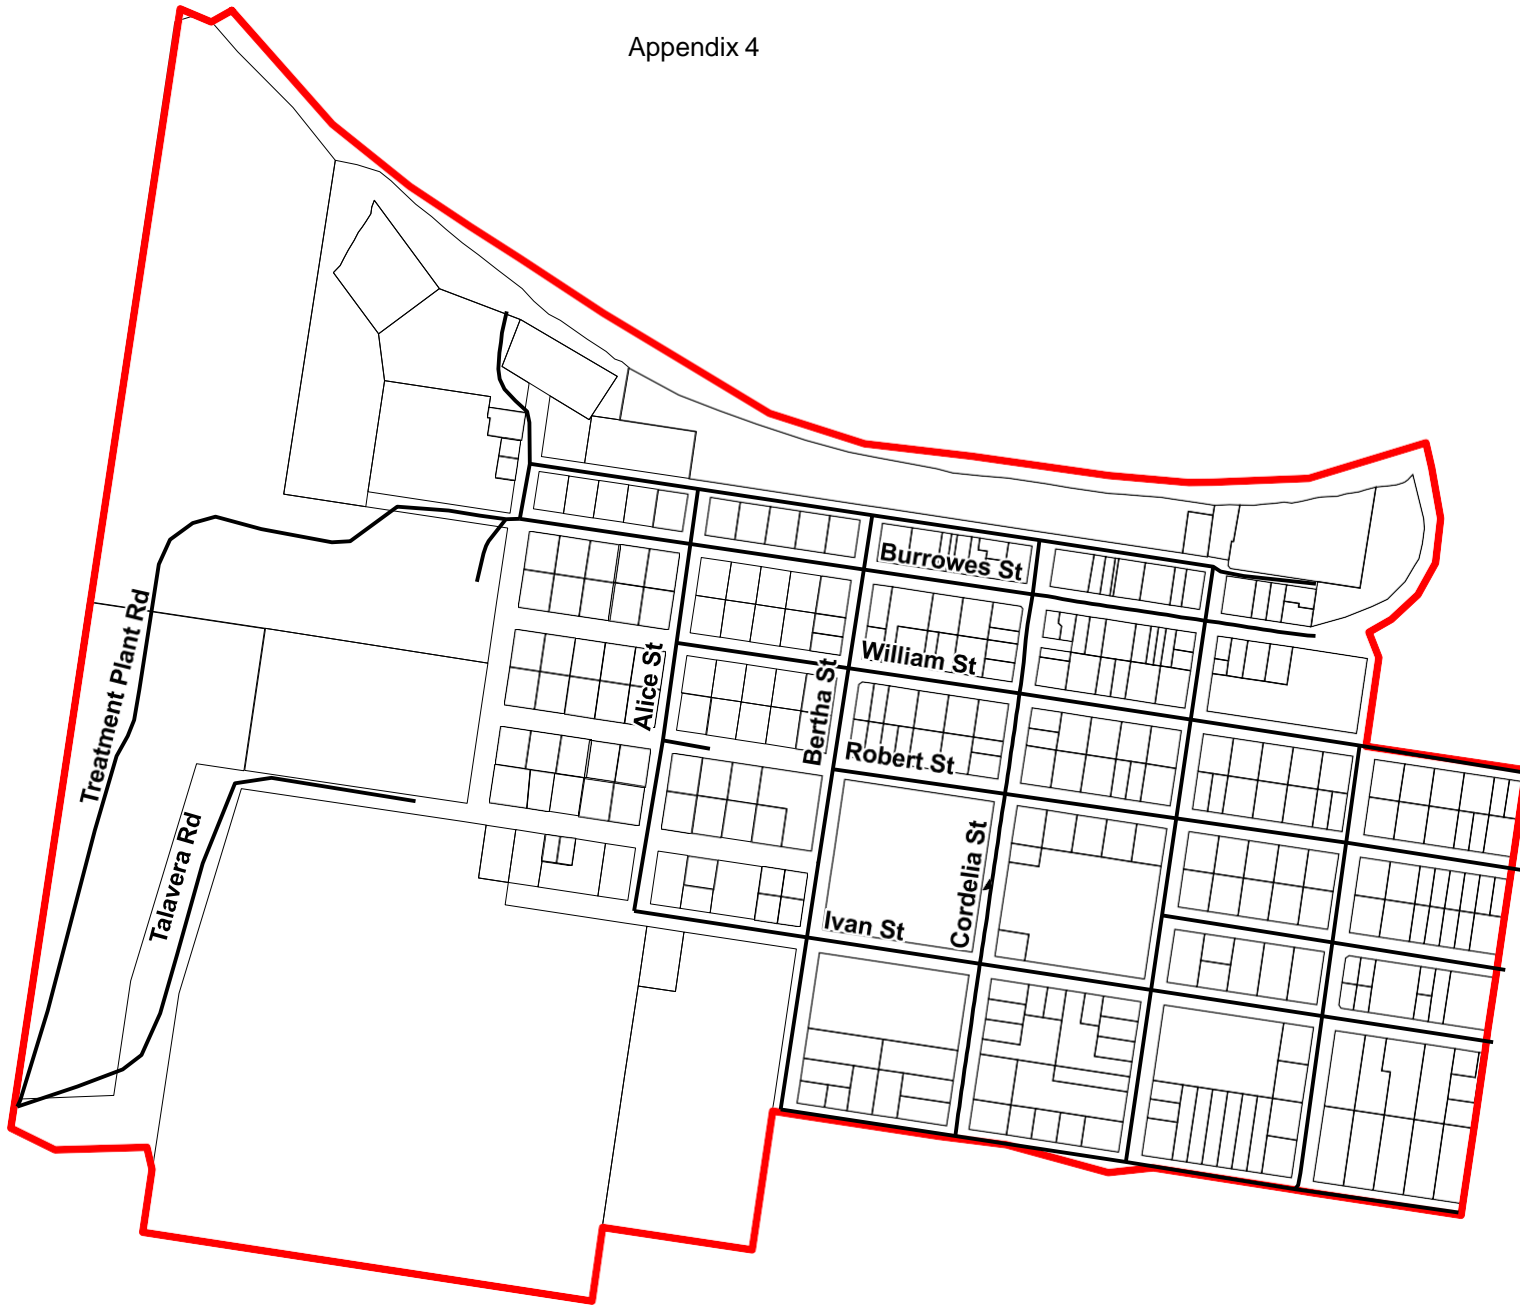 Appendix 4
Burrowes St
William St
Alice St
Bertha St
Treatment Plant Rd
Robert St
Talavera Rd
Cordelia St
Ivan St